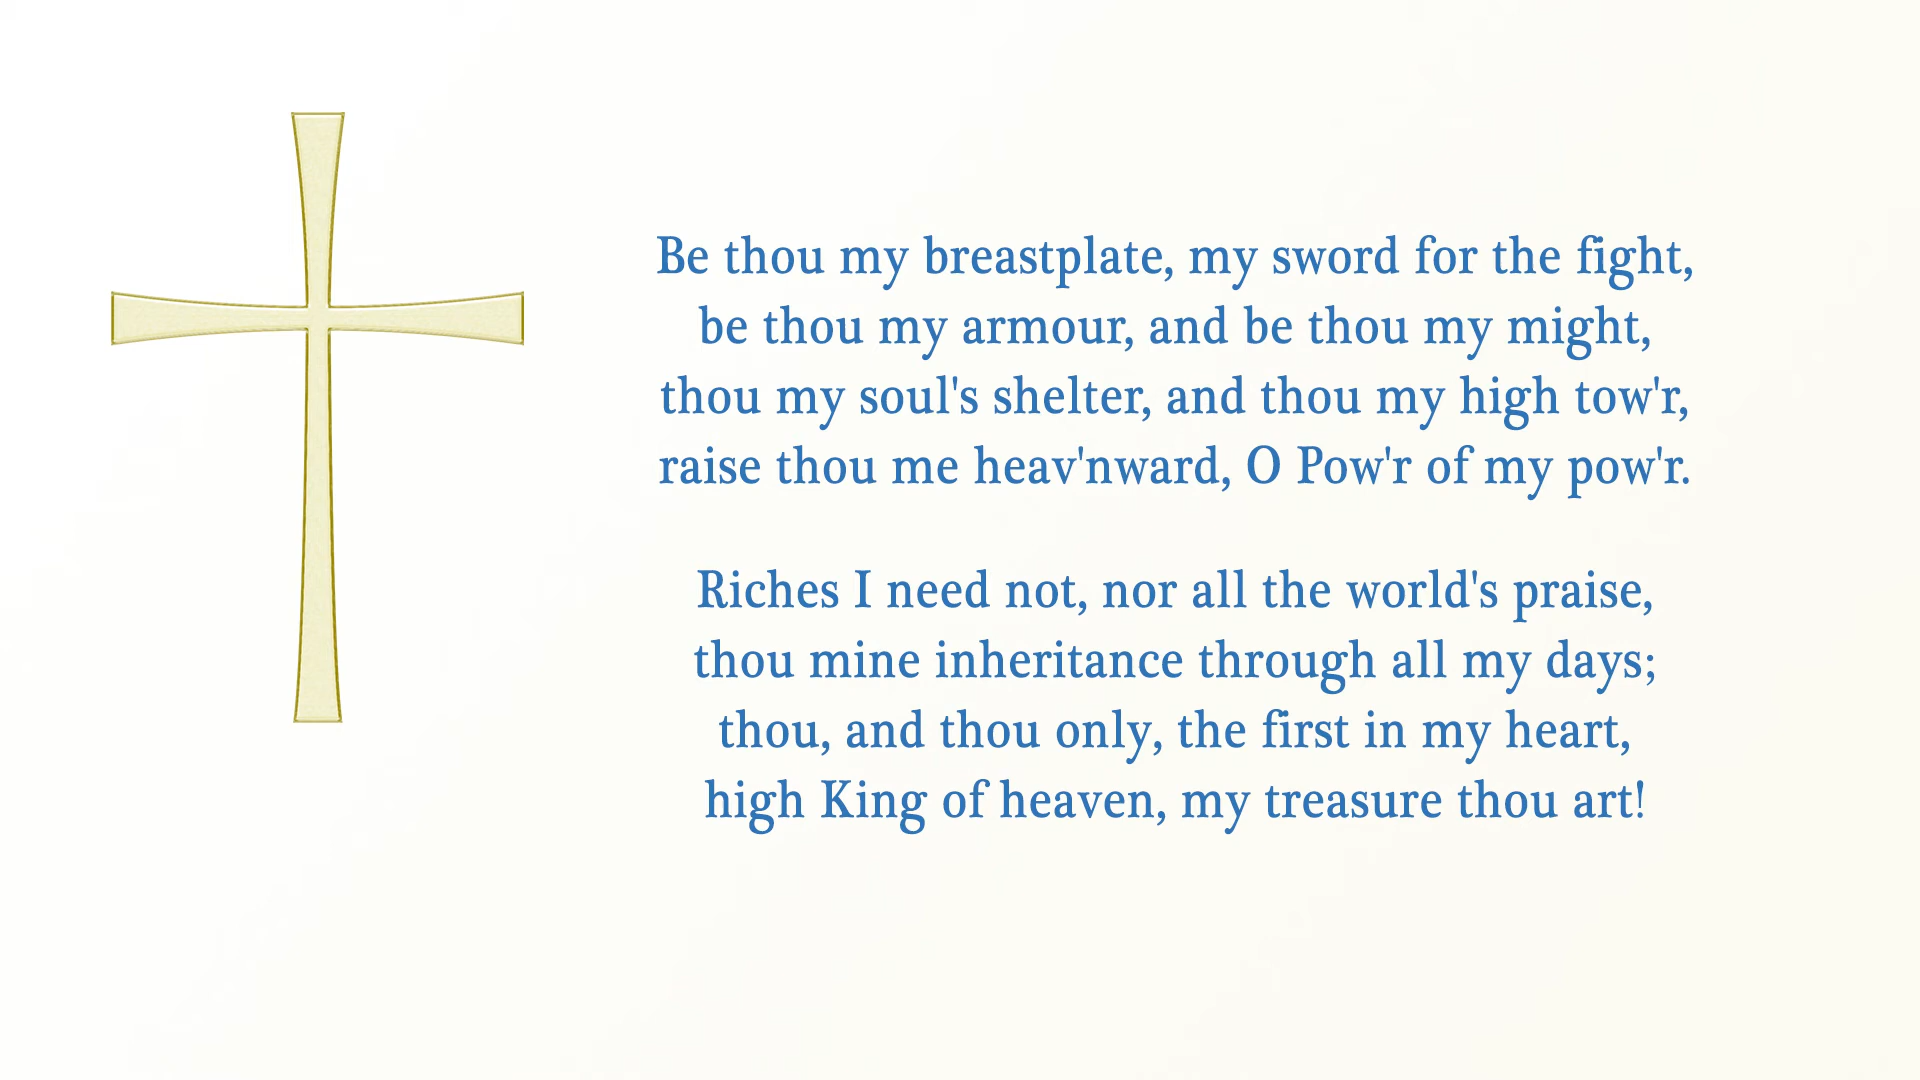 Be thou my breastplate, my sword for the fight,
be thou my armour, and be thou my might,
thou my soul's shelter, and thou my high tow'r,
raise thou me heav'nward, O Pow'r of my pow'r.

Riches I need not, nor all the world's praise,
thou mine inheritance through all my days;
thou, and thou only, the first in my heart,
high King of heaven, my treasure thou art!